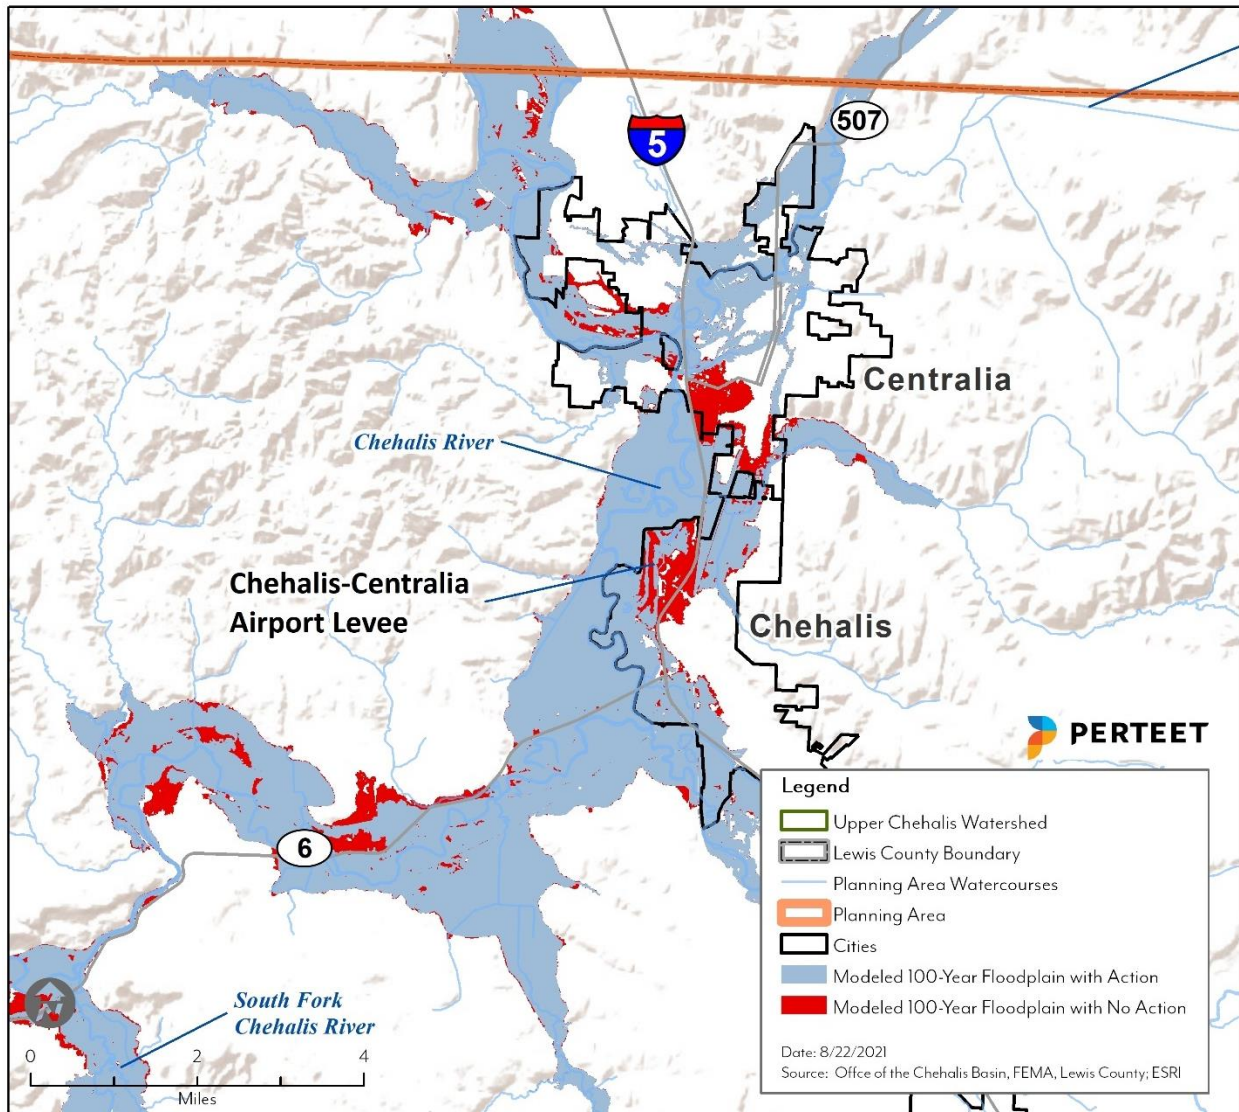 5
507
Centralia
Chehalis River
Chehalis-Centralia
Airport Levee
Chehalis
PERTEET
6
South Fork
Chehalis River
N
0 2 4
Miles
Legend
Upper Chehalis Watershed
Lewis County Boundary
Planning Area Watercourses
Planning Area
Cities
Modeled 100-Year Floodplain with Action
Modeled 100-Year Floodplain with No Action
Date: 8/22/2021
Source: Offce of the Chehalis Basin, FEMA, Lewis County; ESRI